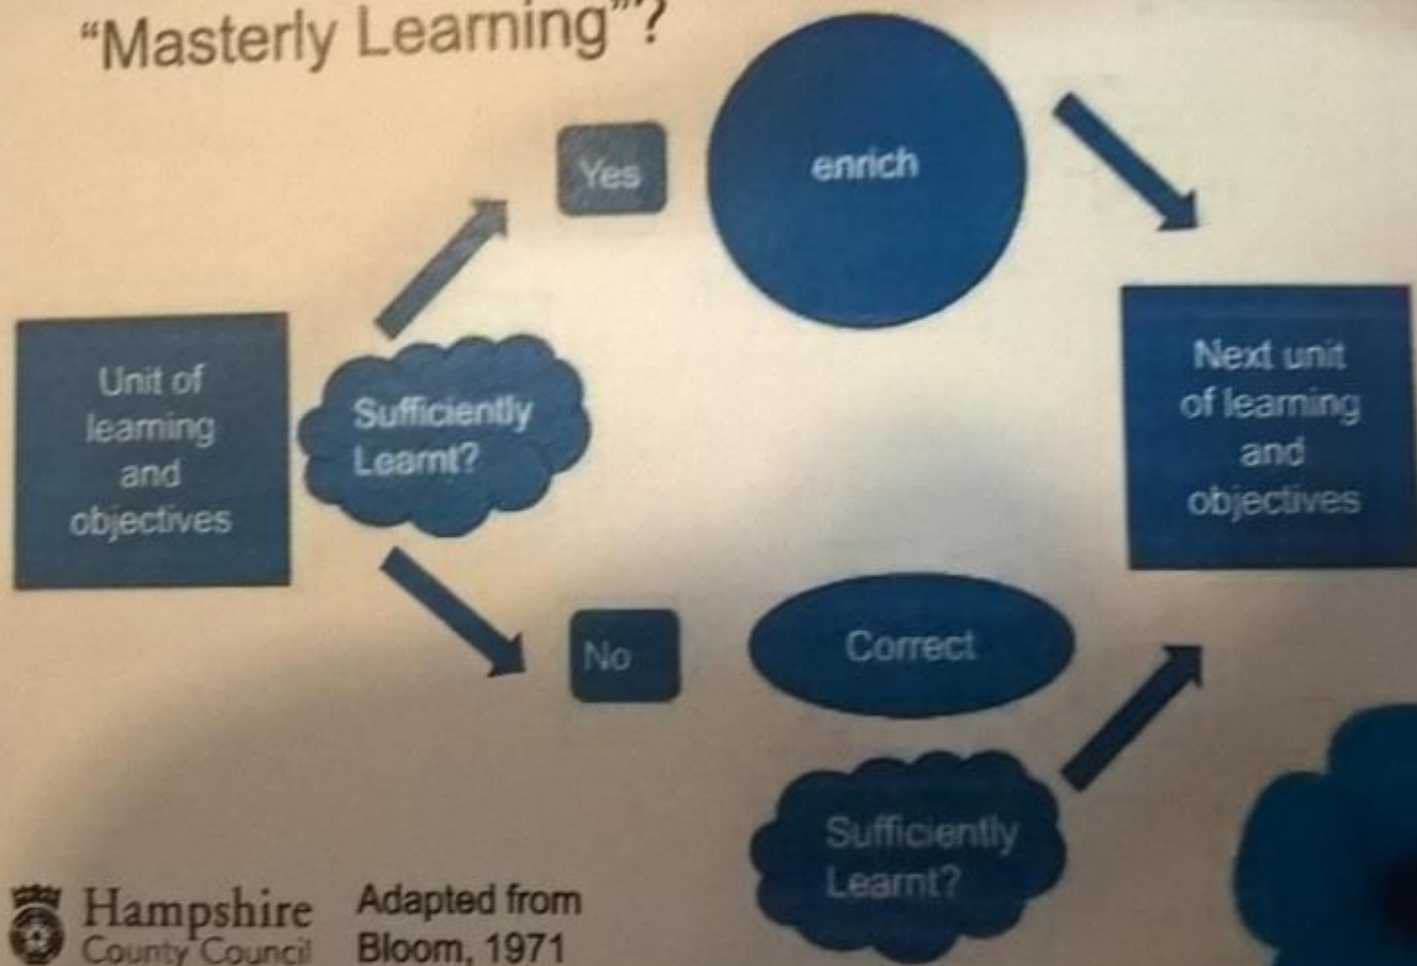 “Masterly Learning”?
Yes
enrich
Unit of
learning
and
objectives
Sufficiently
Learnt?
Next unit
of learning
and
objectives
No
Correct
Sufficiently
Learnt?
Hampshire
County Council
Adapted from
Bloom, 1971